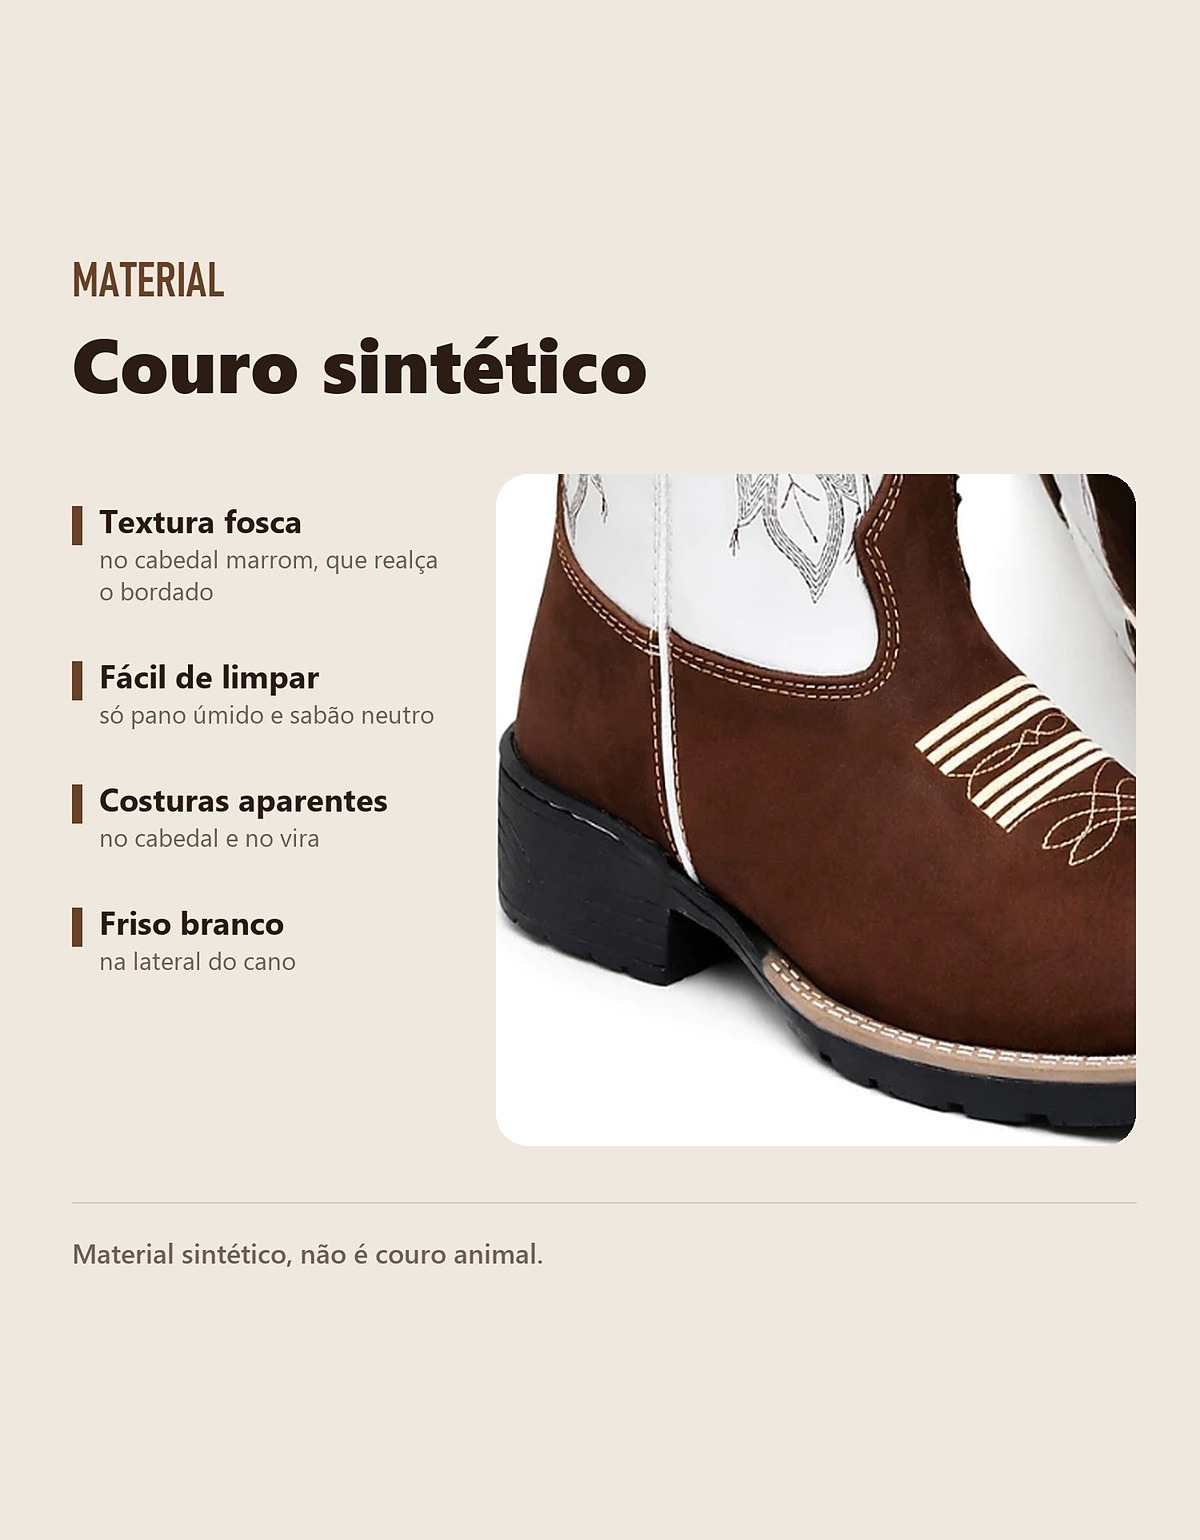 MATERIAL
Couro sintético
Textura fosca
no cabedal marrom, que realça
o bordado
Fácil de limpar
só pano úmido e sabão neutro
Costuras aparentes
no cabedal e no vira
Friso branco
na lateral do cano
Material sintético, não é couro animal.